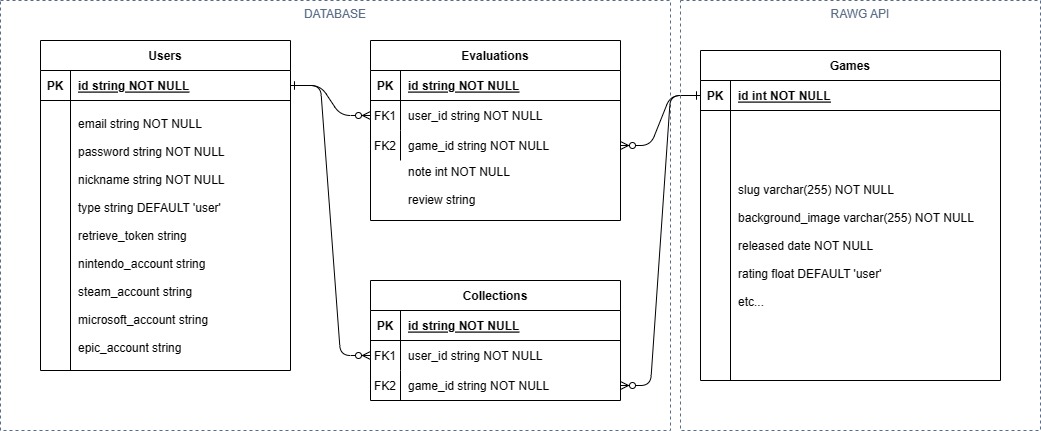 DATABASE
Users
PK id string NOT NULL
email string NOT NULL
password string NOT NULL
nickname string NOT NULL
type string DEFAULT 'user'
retrieve_token string
nintendo_account string
steam_account string
microsoft_account string
epic_account string
Evaluations
PK id string NOT NULL
FK1 user_id string NOT NULL
FK2 game_id string NOT NULL
note int NOT NULL
review string
Collections
PK id string NOT NULL
FK1 user_id string NOT NULL
FK2 game_id string NOT NULL
RAWG API
Games
PK id int NOT NULL
slug varchar(255) NOT NULL
background_image varchar(255) NOT NULL
released date NOT NULL
rating float DEFAULT 'user'
etc...